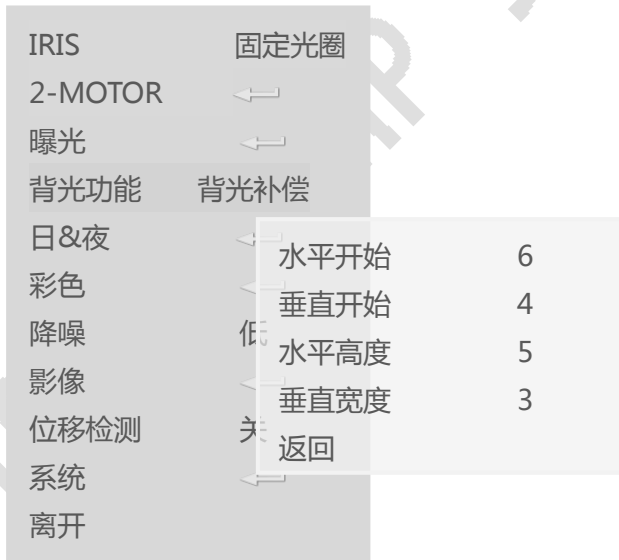 IRIS 固定光圈
2-MOTOR
曝光
背光功能 背光补偿
日&夜
彩色
降噪 低
影像
位移检测 关
系统
离开
水平开始 6
垂直开始 4
水平高度 5
垂直宽度 3
返回